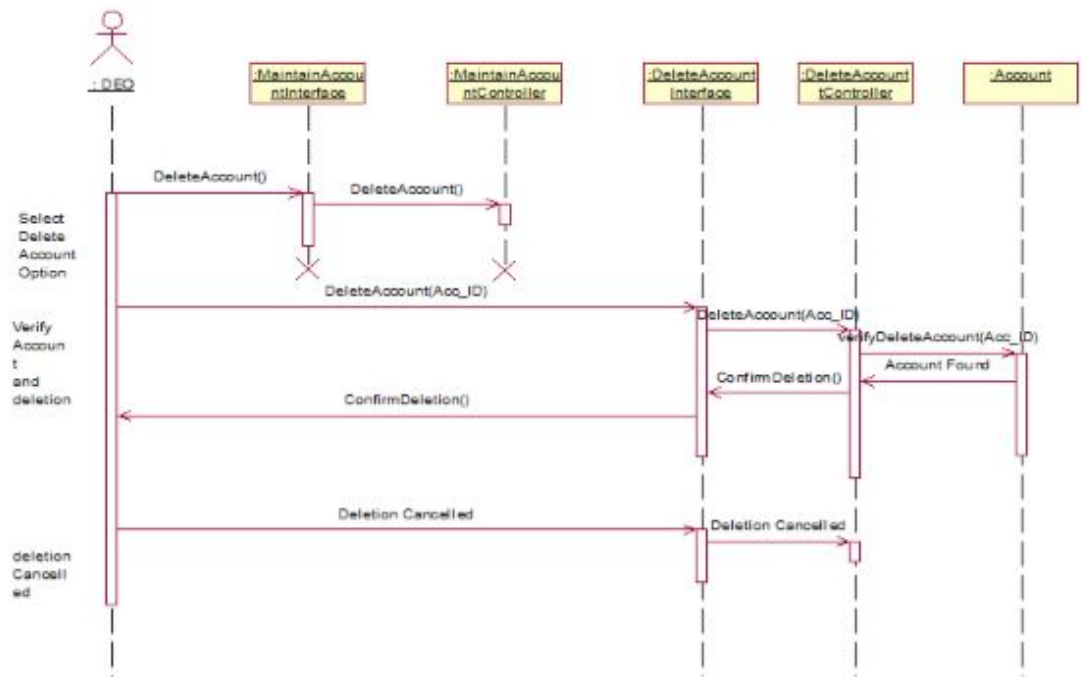 : DEO
:MaintainAccou
ntInterface
:MaintainAccou
ntController
:DeleteAccount
Interface
:DeleteAccoun
tController
:Account
DeleteAccount()
DeleteAccount()
Select
Delete
Account
Option
DeleteAccount(Acc_ID)
DeleteAccount(Acc_ID)
Verify
Accoun
t
and
deletion
verifyDeleteAccount(Acc_ID)
Account Found
ConfirmDeletion()
ConfirmDeletion()
Deletion Cancelled
Deletion Cancelled
deletion
Cancell
ed